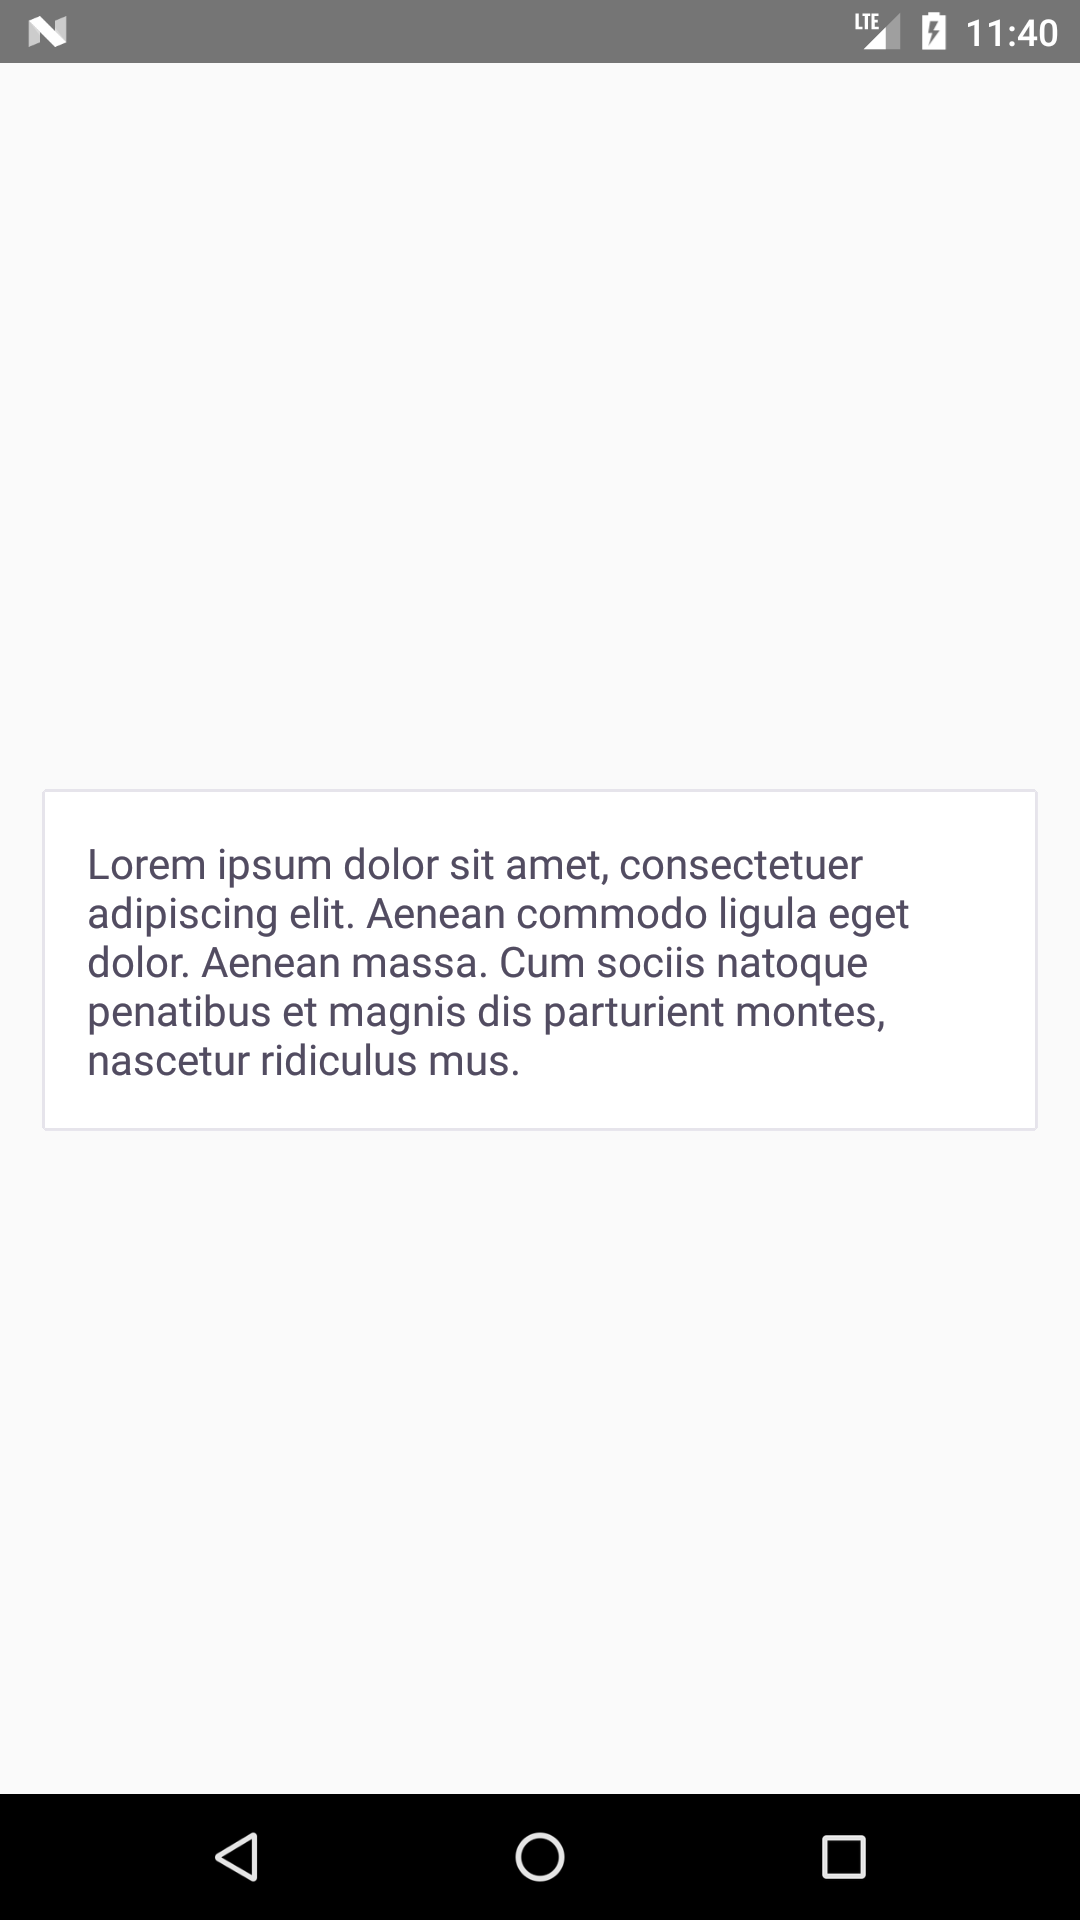 LTE 11:40
Lorem ipsum dolor sit amet, consectetuer
adipiscing elit. Aenean commodo ligula eget
dolor. Aenean massa. Cum sociis natoque
penatibus et magnis dis parturient montes,
nascetur ridiculus mus.